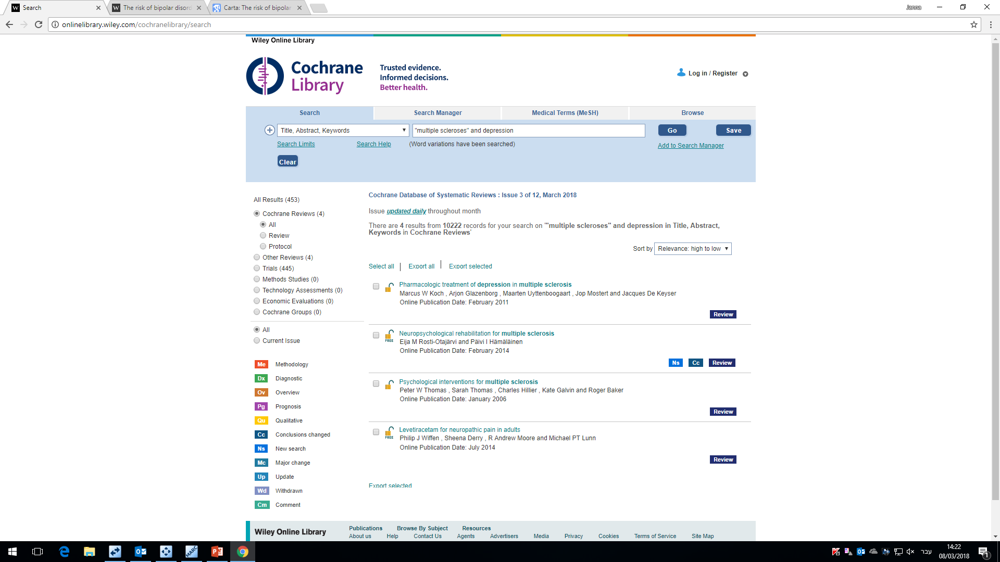 Search
The risk of bipolar disord
Carta: The risk of bipolar
Janna
onlinelibrary.wiley.com/cochranelibrary/search
Wiley Online Library
Cochrane Library
Trusted evidence.
Informed decisions.
Better health.
Log in / Register
Search Search Manager Medical Terms (MeSH) Browse
Title, Abstract, Keywords "multiple scleroses" and depression Go Save
Search Limits Search Help (Word variations have been searched) Add to Search Manager
Clear
All Results (453)
Cochrane Reviews (4)
All
Review
Protocol
Other Reviews (4)
Trials (445)
Methods Studies (0)
Technology Assessments (0)
Economic Evaluations (0)
Cochrane Groups (0)
All
Current Issue
Me Methodology
Dx Diagnostic
Ov Overview
Pg Prognosis
Qu Qualitative
Cc Conclusions changed
Ns New search
Mc Major change
Up Update
Wd Withdrawn
Cm Comment
Cochrane Database of Systematic Reviews : Issue 3 of 12, March 2018
Issue updated daily throughout month
There are 4 results from 10222 records for your search on '"multiple scleroses" and depression in Title, Abstract,
Keywords in Cochrane Reviews'
Sort by Relevance: high to low
Select all Export all Export selected
Pharmacologic treatment of depression in multiple sclerosis
Marcus W Koch , Arjon Glazenborg , Maarten Uyttenboogaart , Jop Mostert and Jacques De Keyser
Online Publication Date: February 2011
Review
Neuropsychological rehabilitation for multiple sclerosis
FREE
Eija M Rosti-Otajärvi and Päivi I Hämäläinen
Online Publication Date: February 2014
Ns Cc Review
Psychological interventions for multiple sclerosis
Peter W Thomas , Sarah Thomas , Charles Hillier , Kate Galvin and Roger Baker
Online Publication Date: January 2006
Review
Levetiracetam for neuropathic pain in adults
FREE
Philip J Wiffen , Sheena Derry , R Andrew Moore and Michael PT Lunn
Online Publication Date: July 2014
Review
Export selected
Wiley Online Library
Publications Browse By Subject Resources
About us Help Contact Us Agents Advertisers Media Privacy Cookies Terms of Service Site Map
MARC
עבר
14:22
08/03/2018
1